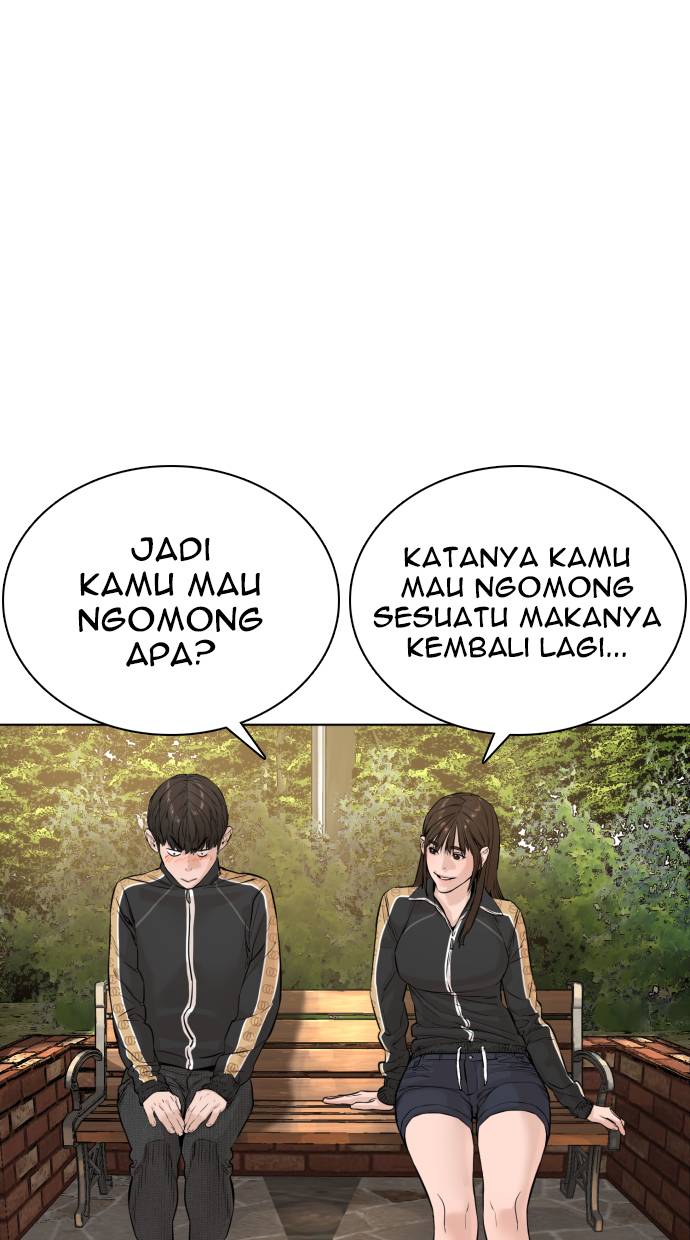 JADI
KAMU MAU
NGOMONG
APA?
KATANYA KAMU
MAU NGOMONG
SESUATU MAKANYA
KEMBALI LAGI...